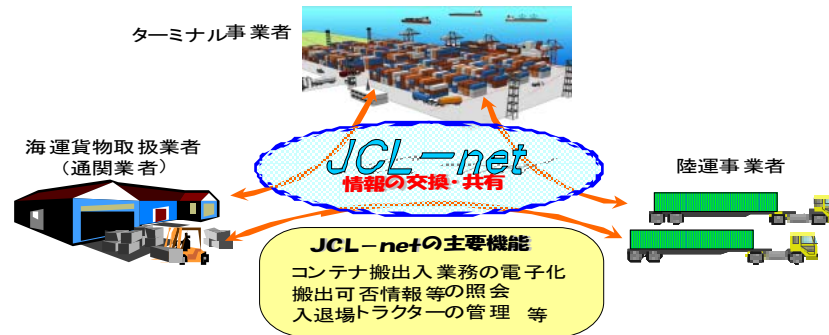 ターミナル事業者
海運貨物取扱業者
（通関業者）
JCL－net
情報の交換・共有
陸運事業者
JCL－netの主要機能
コンテナ搬出入業務の電子化
搬出可否情報等の照会
入退場トラクターの管理 等